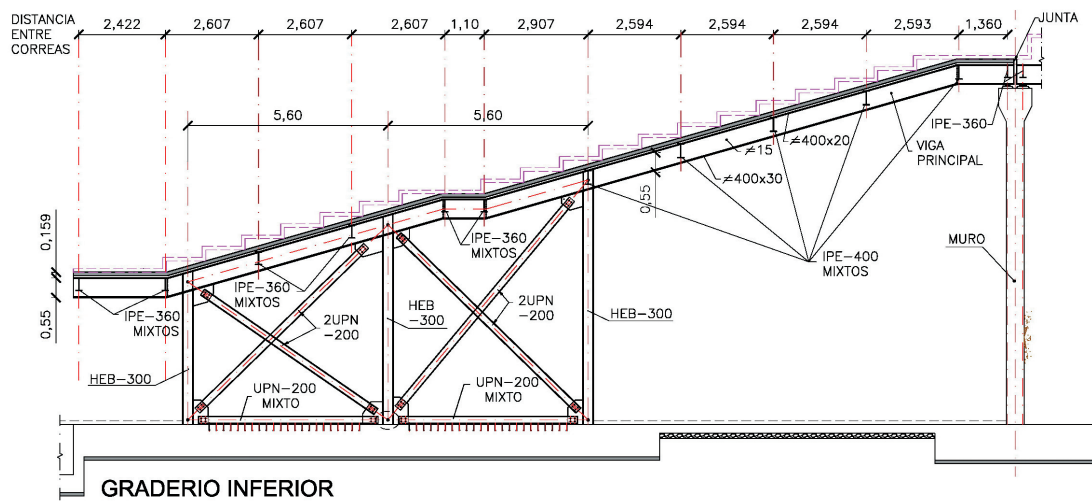 DISTANCIA
ENTRE
CORREAS
2,422
2,607
2,607
2,607
1,10
2,907
2,594
2,594
2,594
2,593
1,360
JUNTA
5,60
5,60
IPE-360
≠400x20
≠15
VIGA
PRINCIPAL
≠400x30
0,55
0,159
0,55
IPE-360
MIXTOS
IPE-360
MIXTOS
IPE-360
MIXTOS
IPE-400
MIXTOS
MURO
2UPN
-200
HEB
-300
2UPN
-200
HEB-300
HEB-300
UPN-200
MIXTO
UPN-200
MIXTO
GRADERIO INFERIOR